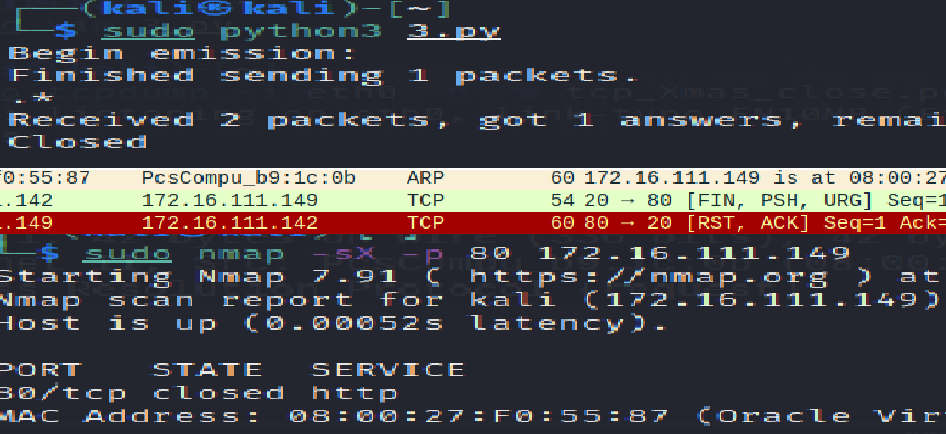 (kali㉿kali)-[~]
$ sudo python3 3.py
Begin emission:
Finished sending 1 packets.
.*
Received 2 packets, got 1 answers, remai
Closed
f0:55:87 PcsCompu_b9:1c:0b ARP 60 172.16.111.149 is at 08:00:27
.142 172.16.111.149 TCP 54 20 → 80 [FIN, PSH, URG] Seq=1
.149 172.16.111.142 TCP 60 80 → 20 [RST, ACK] Seq=1 Ack=
$ sudo nmap -sX -p 80 172.16.111.149
Starting Nmap 7.91 ( https://nmap.org ) at
Nmap scan report for kali (172.16.111.149)
Host is up (0.00052s latency).
PORT STATE SERVICE
80/tcp closed http
MAC Address: 08:00:27:F0:55:87 (Oracle Vir